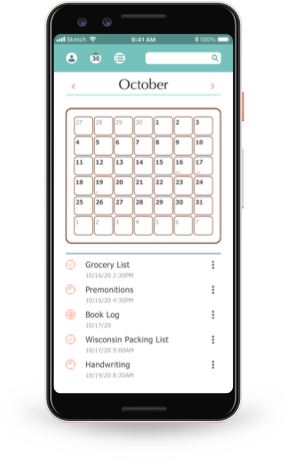 Sketch 9:41 AM 100%
30
October
27 28 29 30 1 2 3
4 5 6 7 8 9 10
11 12 13 14 15 16 17
18 19 20 21 22 23 24
25 26 27 28 29 30 31
1 2 3 4 5 6 7
Grocery List
10/16/20 2:30PM
Premonitions
10/16/20 4:30PM
Book Log
10/17/20
Wisconsin Packing List
10/17/20 9:00AM
Handwriting
10/19/20 8:30AM